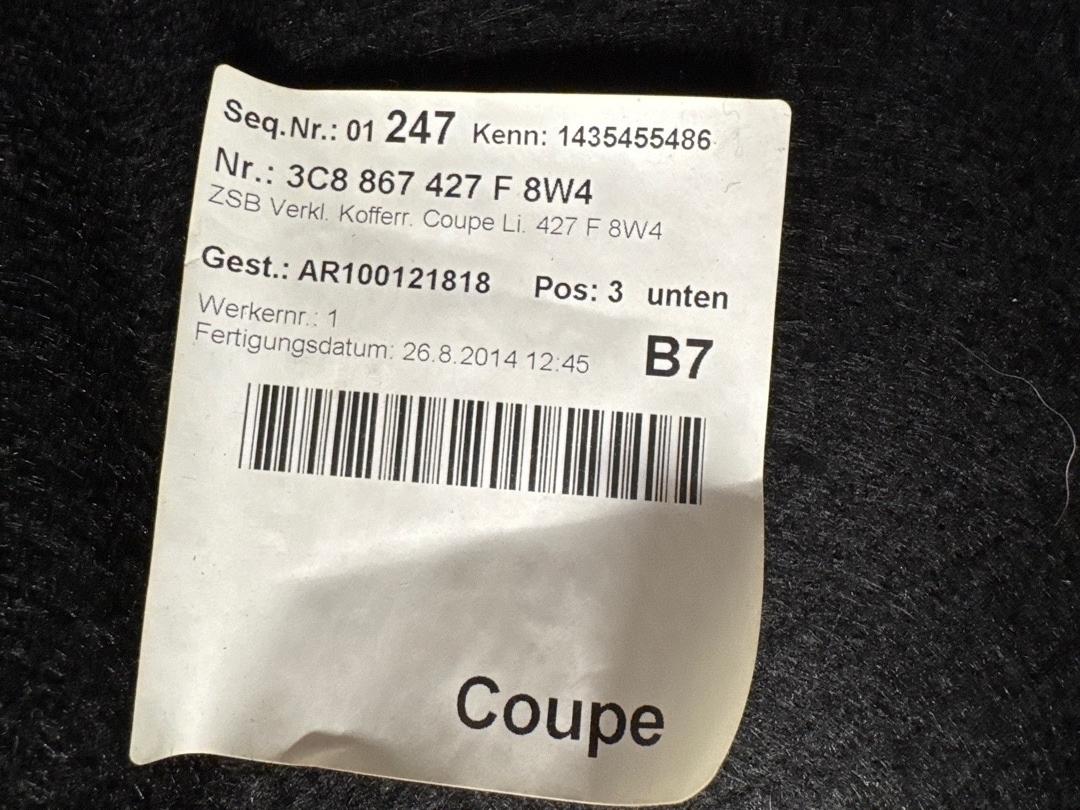 Seq.Nr.: 01 247 Kenn: 1435455486
Nr.: 3C8 867 427 F 8W4
ZSB Verkl. Kofferr. Coupe Li. 427 F 8W4
Gest.: AR100121818 Pos: 3 unten
Werkernr.: 1
Fertigungsdatum: 26.8.2014 12:45
B7
Coupe